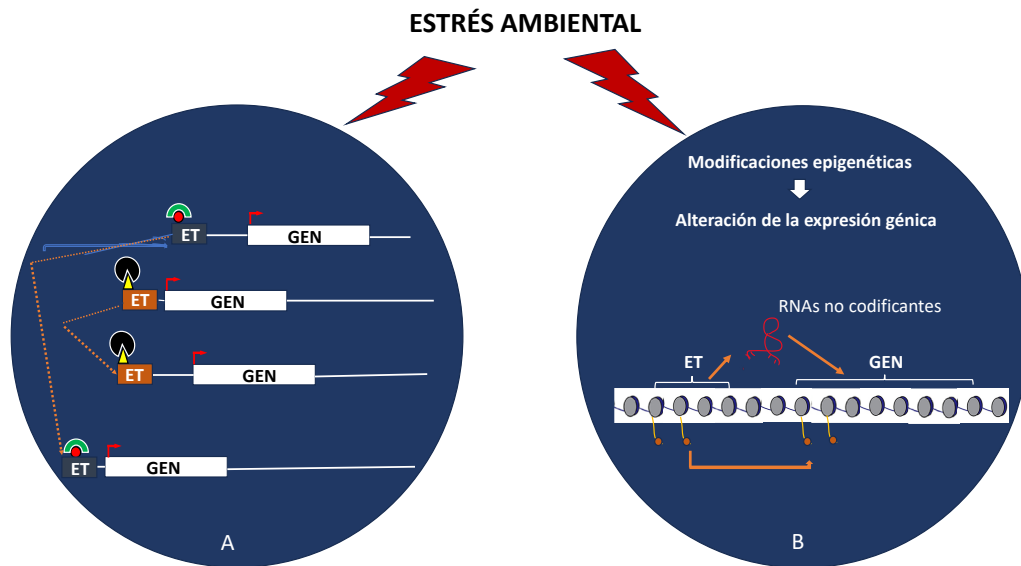 ESTRÉS AMBIENTAL
ET
GEN
ET
GEN
ET
GEN
ET
GEN
A
Modificaciones epigenéticas
Alteración de la expresión génica
RNAs no codificantes
ET
GEN
B